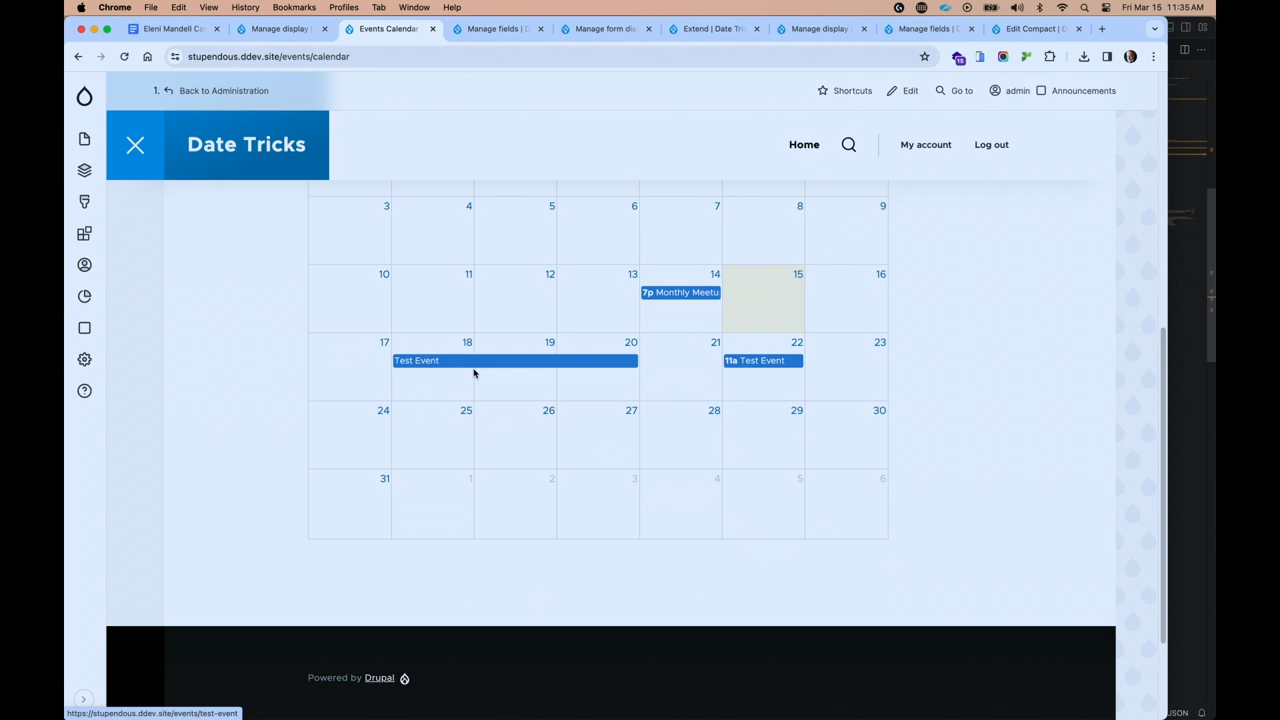 Chrome File Edit View History Bookmarks Profiles Tab Window Help Fri Mar 15 11:35 AM
Eleni Mandell Co Manage display | Events Calendar Manage fields | D Manage form dis Extend | Date Tri Manage display | Manage fields | D Edit Compact | D
stupendous.ddev.site/events/calendar
15
1. Back to Administration Shortcuts Edit Go to admin Announcements
Date Tricks Home My account Log out
3 4 5 6 7 8 9
10 11 12 13 14 15 16
7p Monthly Meetu
17 18 19 20 21 22 23
Test Event 11a Test Event
24 25 26 27 28 29 30
31 1 2 3 4 5 6
Powered by Drupal
https://stupendous.ddev.site/events/test-event
JSON